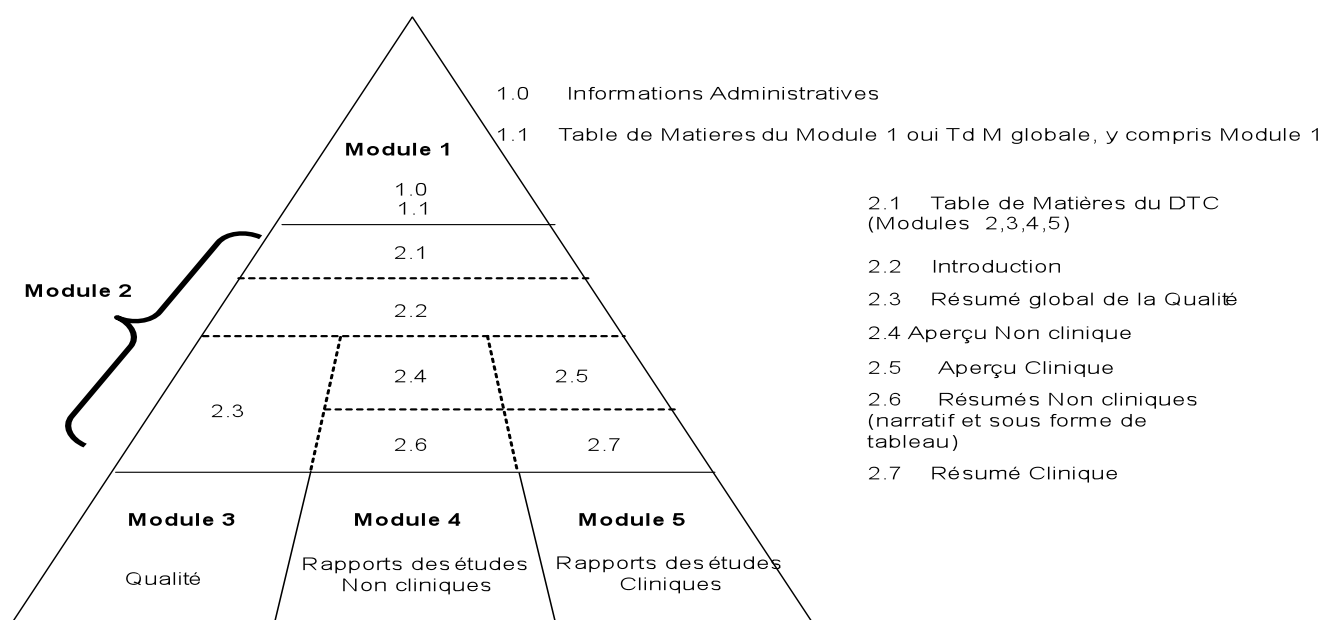 1.0 Informations Administratives
1.1 Table de Matieres du Module 1 oui Td M globale, y compris Module 1
Module 1
1.0
1.1
2.1 Table de Matières du DTC
(Modules 2,3,4,5)
2.1
Module 2
2.2 Introduction
2.3 Résumé global de la Qualité
2.2
2.4 Aperçu Non clinique
2.5 Aperçu Clinique
2.4
2.5
2.6 Résumés Non cliniques
(narratif et sous forme de
tableau)
2.3
2.6
2.7
2.7 Résumé Clinique
Module 3
Module 4
Module 5
Qualité
Rapports des études
Non cliniques
Rapports des études
Cliniques